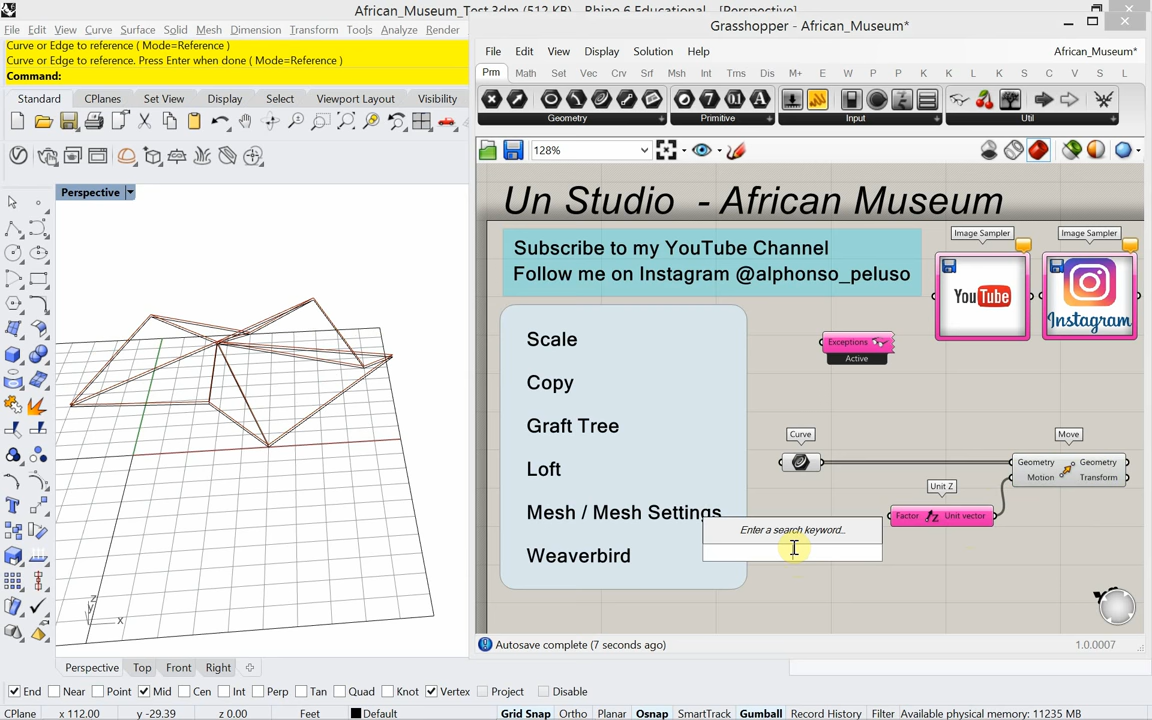 African_Museum_Test.3dm (512 KB) - Rhino 6 Educational - [Perspective]
File Edit View Curve Surface Solid Mesh Dimension Transform Tools Analyze Render
Curve or Edge to reference ( Mode=Reference )
Curve or Edge to reference. Press Enter when done ( Mode=Reference )
Command:
Standard CPlanes Set View Display Select Viewport Layout Visibility
Perspective
z
y
x
Perspective Top Front Right
End Near Point Mid Cen Int Perp Tan Quad Knot Vertex Project Disable
CPlane x 112.00 y -29.39 z 0.00 Feet Default Grid Snap Ortho Planar Osnap SmartTrack Gumball Record History Filter Available physical memory: 11235 MB
Grasshopper - African_Museum*
File Edit View Display Solution Help African_Museum*
Prm Math Set Vec Crv Srf Msh Int Trns Dis M+ E W P P K K L K S C V S L
Geometry Primitive Input Util
128%
Un Studio - African Museum
Subscribe to my YouTube Channel
Follow me on Instagram @alphonso_peluso
Image Sampler
YouTube
Image Sampler
Instagram
Scale
Copy
Graft Tree
Loft
Mesh / Mesh Settings
Weaverbird
Exceptions
Active
Curve
Move
Geometry Geometry
Motion Transform
Unit Z
Factor Unit vector
Enter a search keyword...
Autosave complete (7 seconds ago) 1.0.0007